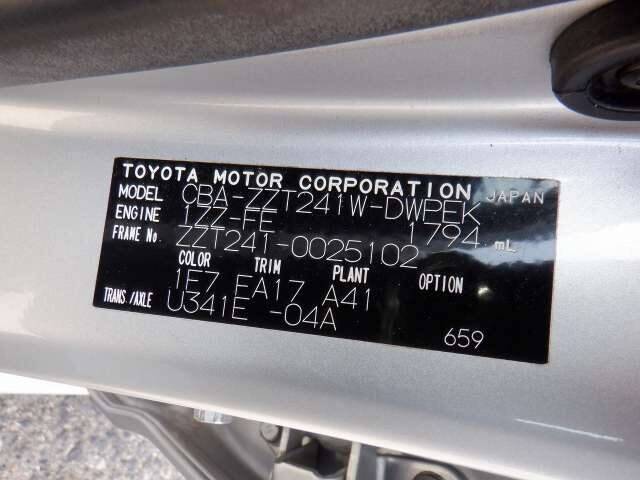 TOYOTA MOTOR CORPORATION JAPAN
MODEL CBA-ZZT241W-DWPEK
ENGINE 1ZZ-FE 1794 mL
FRAME No ZZT241-0025102
COLOR TRIM PLANT OPTION
1E7 EA17 A41
TRANS./AXLE U341E -04A
659